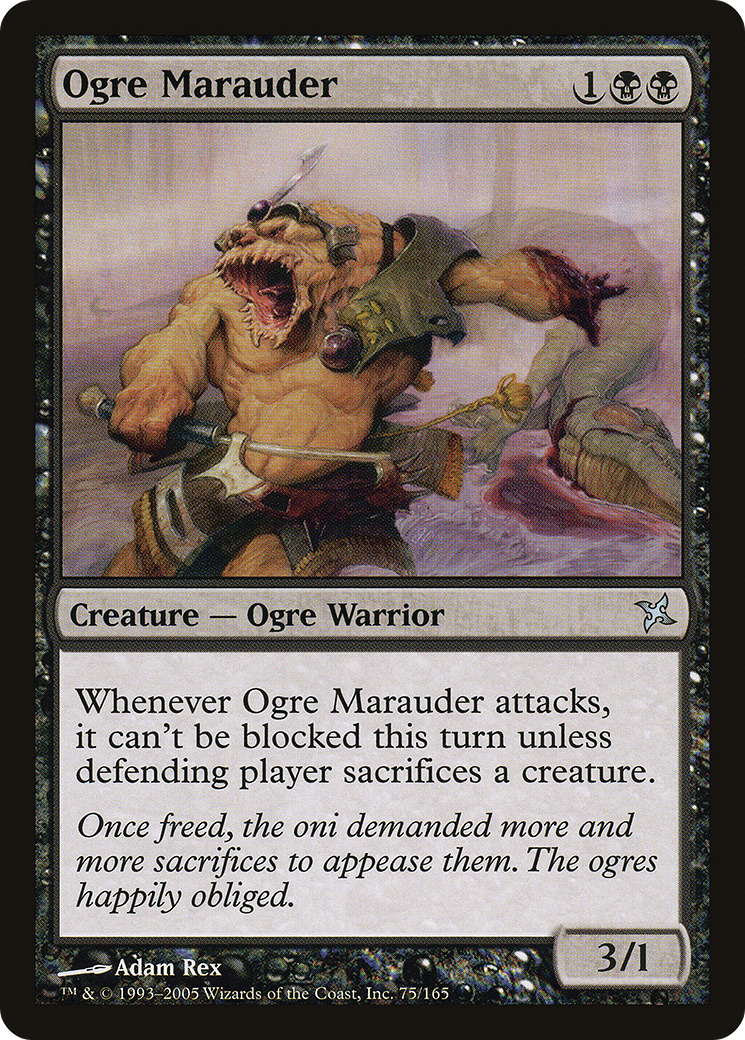 Ogre Marauder 1
Creature — Ogre Warrior
Whenever Ogre Marauder attacks,
it can't be blocked this turn unless
defending player sacrifices a creature.
Once freed, the oni demanded more and
more sacrifices to appease them. The ogres
happily obliged.
3/1
Adam Rex
™ & © 1993–2005 Wizards of the Coast, Inc. 75/165